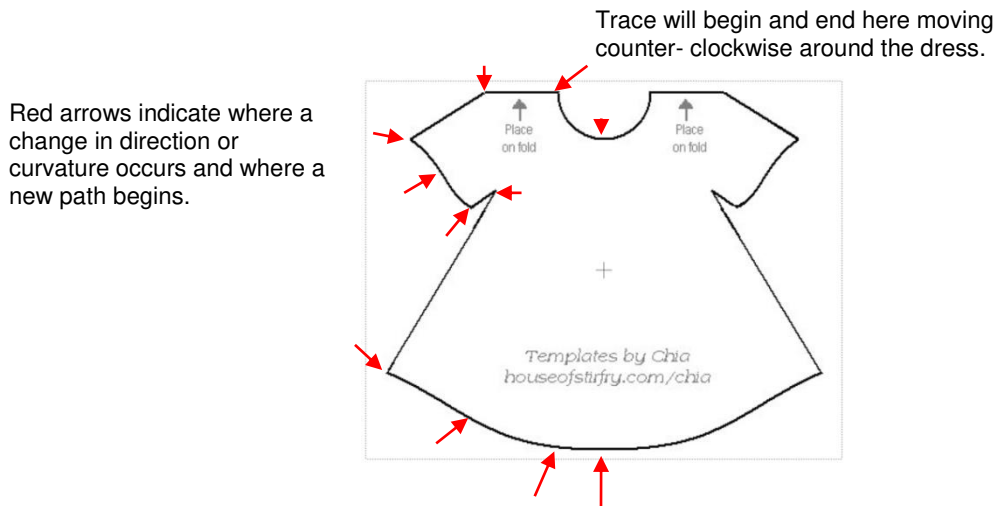 Trace will begin and end here moving
counter- clockwise around the dress.
Red arrows indicate where a
change in direction or
curvature occurs and where a
new path begins.
Place
on fold
Place
on fold
Templates by Chia
houseofstirfry.com/chia